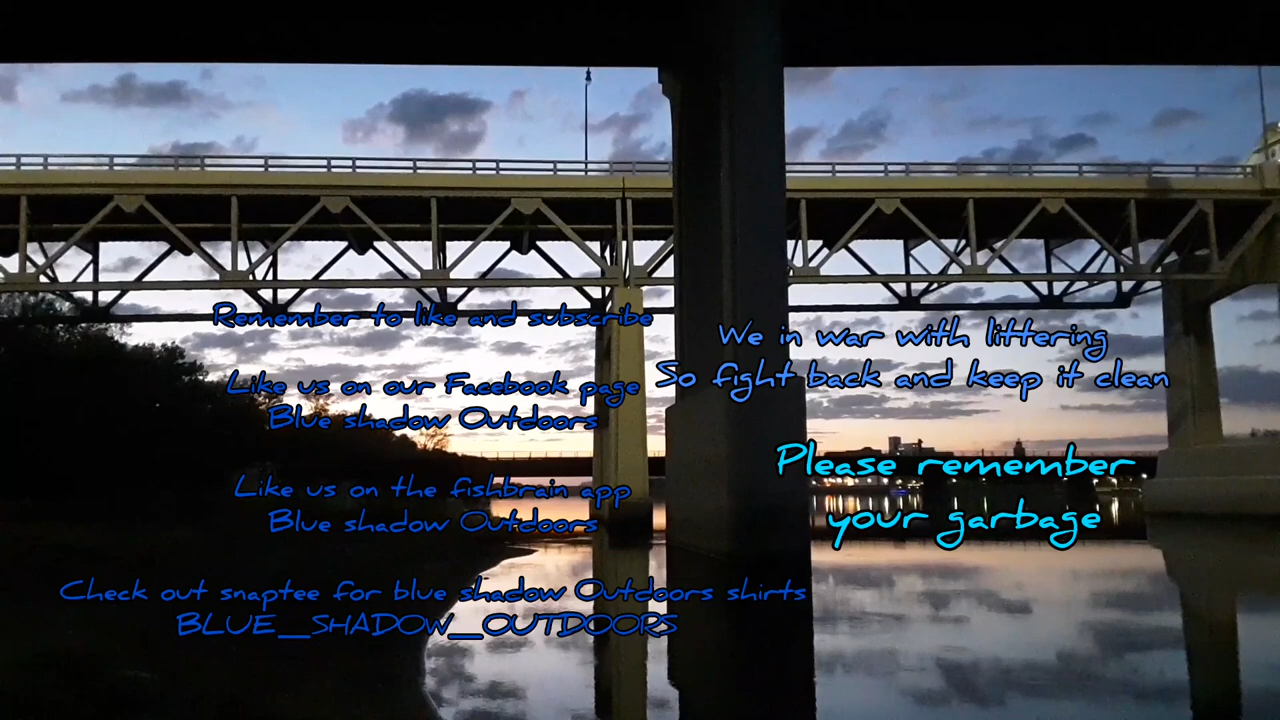 Remember to like and subscribe
Like us on our Facebook page
Blue shadow Outdoors
Like us on the fishbrain app
Blue shadow Outdoors
Check out snaptee for blue shadow Outdoors shirts
BLUE_SHADOW_OUTDOORS
We in war with littering
So fight back and keep it clean
Please remember
your garbage